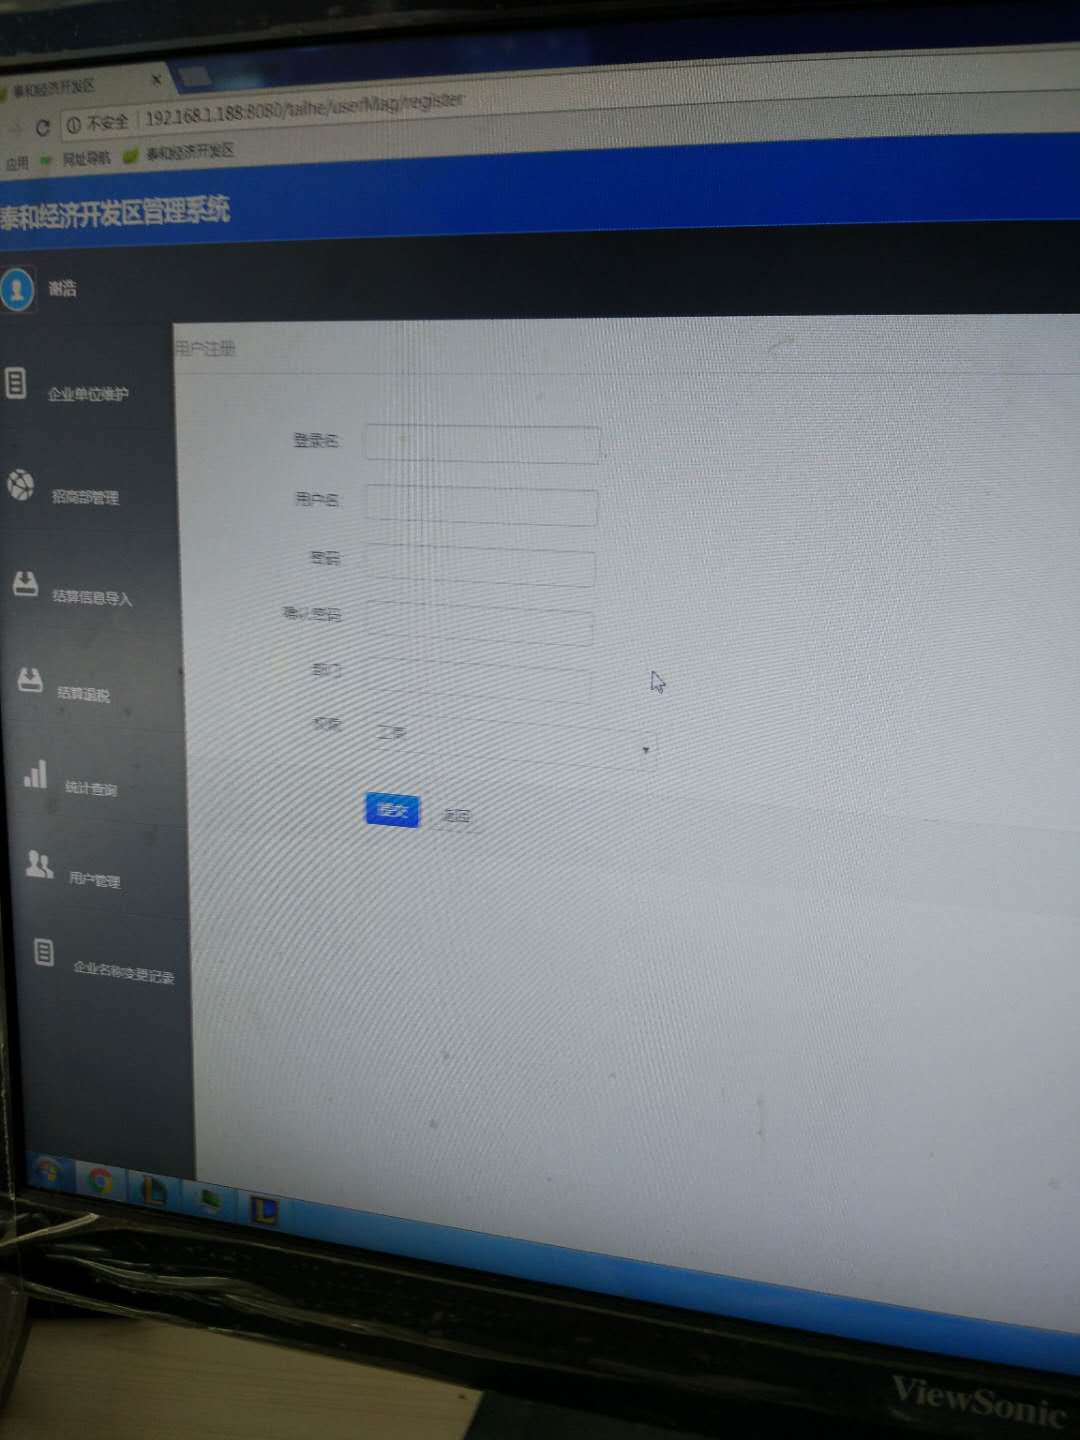 泰和经济开发区
不安全 192.168.1.188:8080/taihe/userMag/register
应用 网址导航 泰和经济开发区
泰和经济开发区管理系统
谢浩
用户注册
企业单位维护
招商部管理
结算信息导入
结算退税
统计查询
用户管理
企业名称变更记录
登录名
用户名
密码
确认密码
部门
权限 工商
提交 返回
ViewSonic